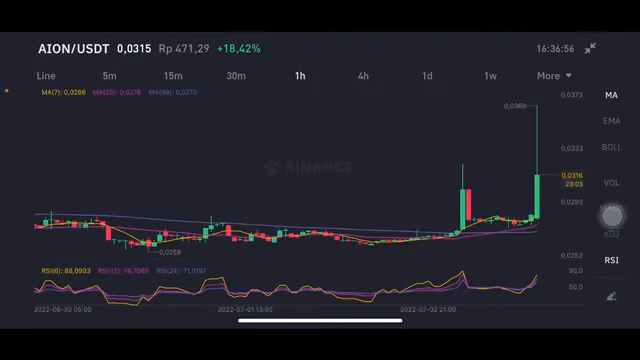 AION/USDT 0,0315 Rp 471,29 +18,42% 16:36:56
Line 5m 15m 30m 1h 4h 1d 1w More
MA(7): 0,0286 MA(25): 0,0276 MA(99): 0,0273
0,0373
MA
0,0368
EMA
0,0333
BOLL
BINANCE
0,0316
23:03
VOL
0,0293
0,0258
0,0252
RSI(6): 88,0993 RSI(12): 78,7669 RSI(24): 71,0197
RSI
90,0
50,0
2022-06-30 05:00 2022-07-01 13:00 2022-07-02 21:00